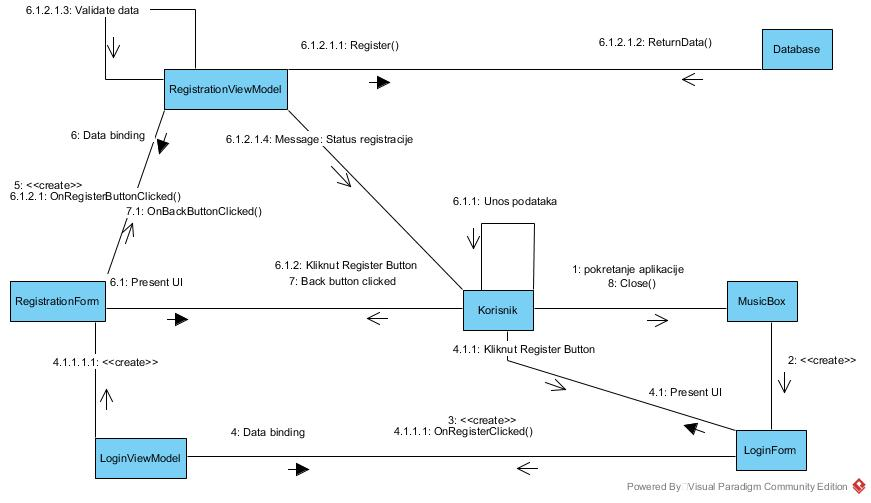 6.1.2.1.3: Validate data
6.1.2.1.1: Register()
6.1.2.1.2: ReturnData()
Database
RegistrationViewModel
6: Data binding
6.1.2.1.4: Message: Status registracije
5: <<create>>
6.1.2.1: OnRegisterButtonClicked()
7.1: OnBackButtonClicked()
6.1.1: Unos podataka
6.1.2: Kliknut Register Button
7: Back button clicked
1: pokretanje aplikacije
8: Close()
6.1: Present UI
RegistrationForm
Korisnik
MusicBox
4.1.1.1.1: <<create>>
4.1.1: Kliknut Register Button
2: <<create>>
4.1: Present UI
3: <<create>>
4: Data binding
4.1.1.1: OnRegisterClicked()
LoginViewModel
LoginForm
Powered By Visual Paradigm Community Edition